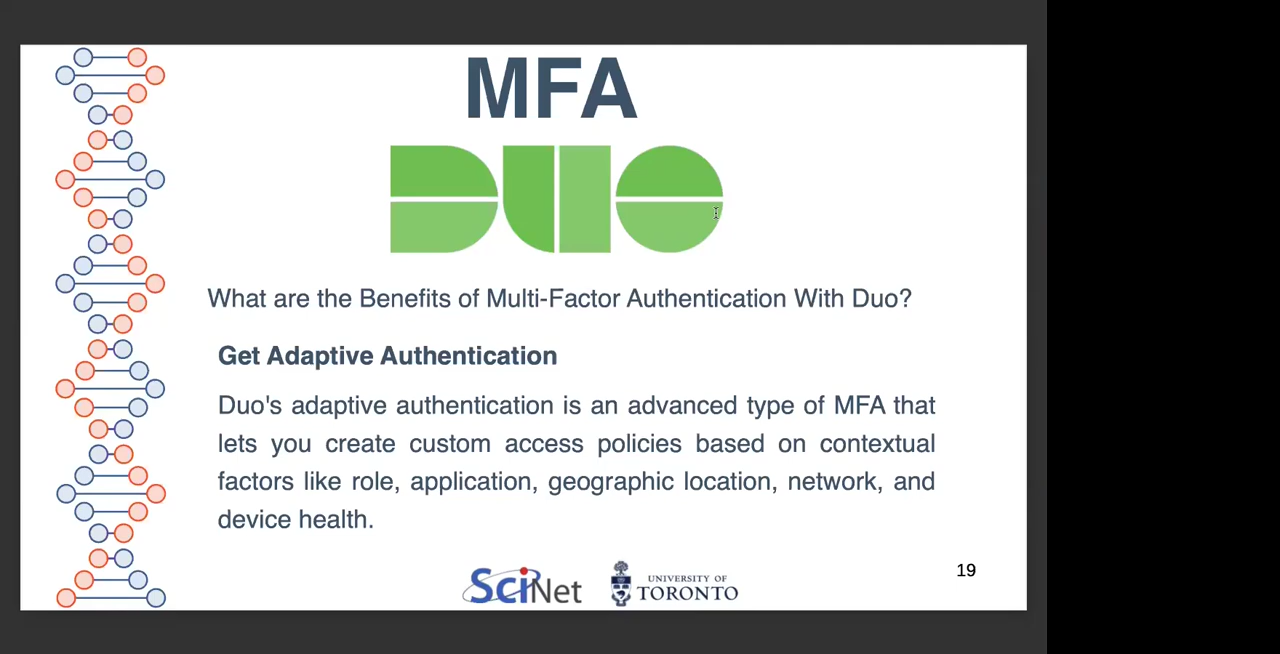 MFA
DUO
What are the Benefits of Multi-Factor Authentication With Duo?
Get Adaptive Authentication
Duo's adaptive authentication is an advanced type of MFA that
lets you create custom access policies based on contextual
factors like role, application, geographic location, network, and
device health.
SciNet
UNIVERSITY OF
TORONTO
19